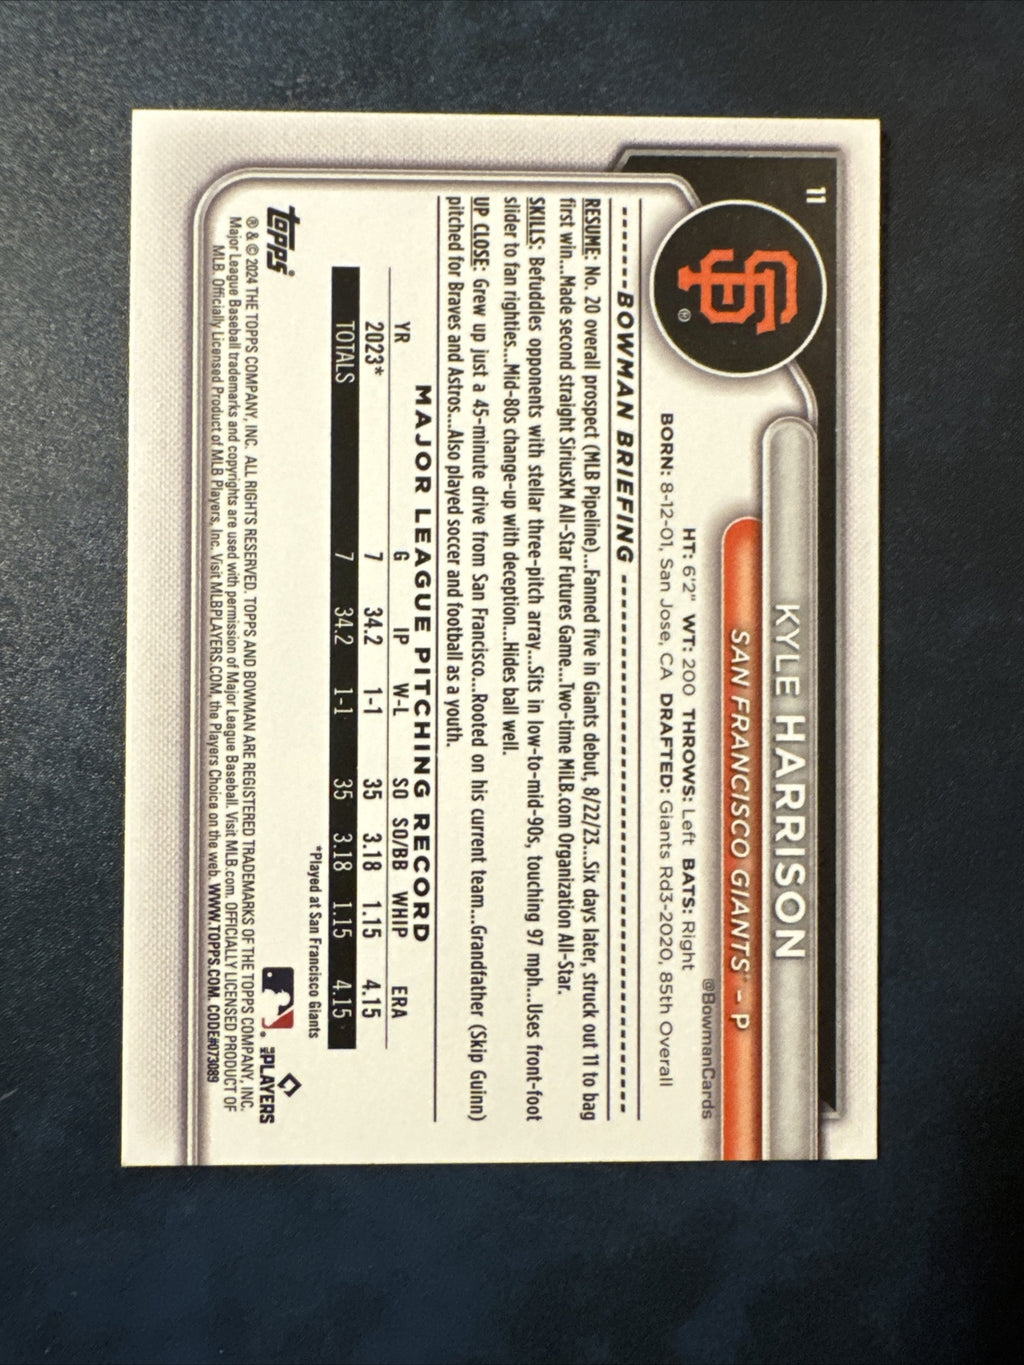 11
SF
®
KYLE HARRISON
SAN FRANCISCO GIANTS® – P
@BowmanCards
HT: 6'2" WT: 200 THROWS: Left BATS: Right
BORN: 8-12-01, San Jose, CA DRAFTED: Giants Rd3-2020, 85th Overall
BOWMAN BRIEFING
RESUME: No. 20 overall prospect (MLB Pipeline)...Fanned five in Giants debut, 8/22/23...Six days later, struck out 11 to bag
first win...Made second straight SiriusXM All-Star Futures Game...Two-time MiLB.com Organization All-Star.
SKILLS: Befuddles opponents with stellar three-pitch array...Sits in low-to-mid-90s, touching 97 mph...Uses front-foot
slider to fan righties...Mid-80s change-up with deception...Hides ball well.
UP CLOSE: Grew up just a 45-minute drive from San Francisco...Rooted on his current team...Grandfather (Skip Guinn)
pitched for Braves and Astros...Also played soccer and football as a youth.
MAJOR LEAGUE PITCHING RECORD
YR G IP W-L SO SO/BB WHIP ERA
2023* 7 34.2 1-1 35 3.18 1.15 4.15
TOTALS 7 34.2 1-1 35 3.18 1.15 4.15
*Played at San Francisco Giants
topps
MLB PLAYERS
® & © 2024 THE TOPPS COMPANY, INC. ALL RIGHTS RESERVED. TOPPS AND BOWMAN ARE REGISTERED TRADEMARKS OF THE TOPPS COMPANY, INC.
Major League Baseball trademarks and copyrights are used with permission of Major League Baseball. Visit MLB.com. OFFICIALLY LICENSED PRODUCT OF
MLB. Officially Licensed Product of MLB Players, Inc. Visit MLBPLAYERS.COM, the Players Choice on the web. WWW.TOPPS.COM. CODE#073089